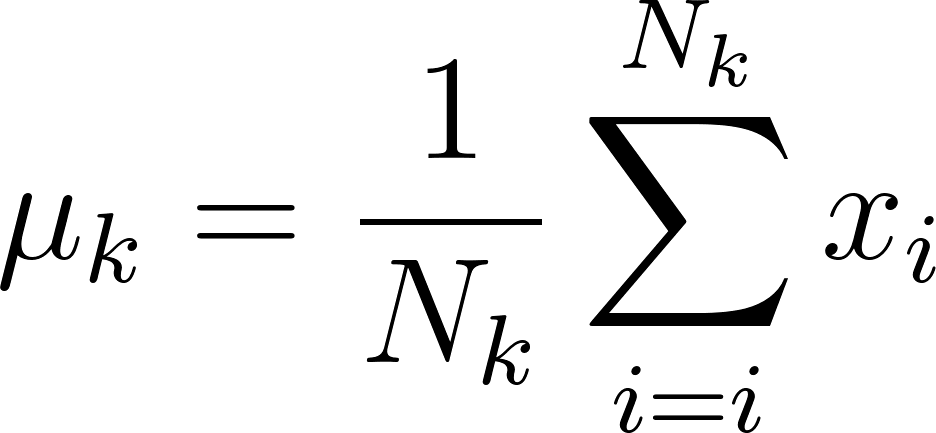 μ_k = \frac{1}{N_k} \sum_{i=i}^{N_k} x_i